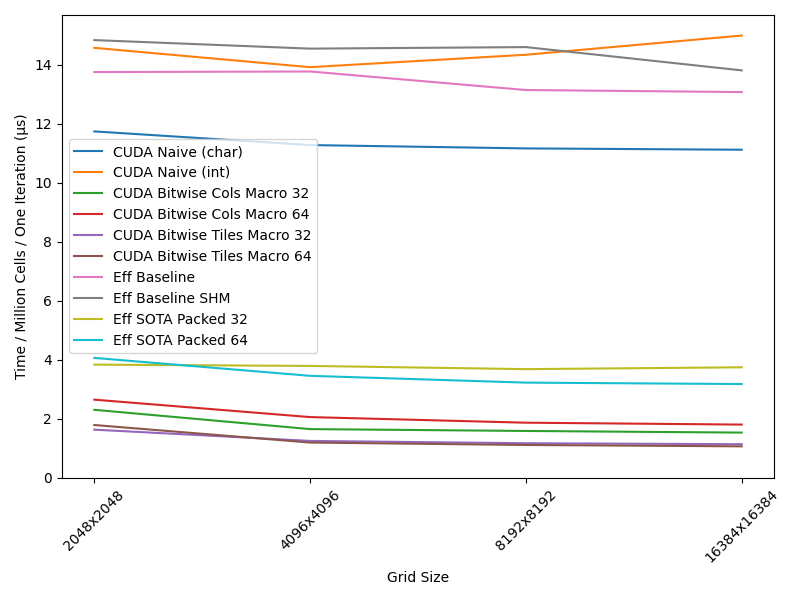 Time / Million Cells / One Iteration (µs)
14
12
10
8
6
4
2
0
CUDA Naive (char)
CUDA Naive (int)
CUDA Bitwise Cols Macro 32
CUDA Bitwise Cols Macro 64
CUDA Bitwise Tiles Macro 32
CUDA Bitwise Tiles Macro 64
Eff Baseline
Eff Baseline SHM
Eff SOTA Packed 32
Eff SOTA Packed 64
2048x2048
4096x4096
8192x8192
16384x16384
Grid Size